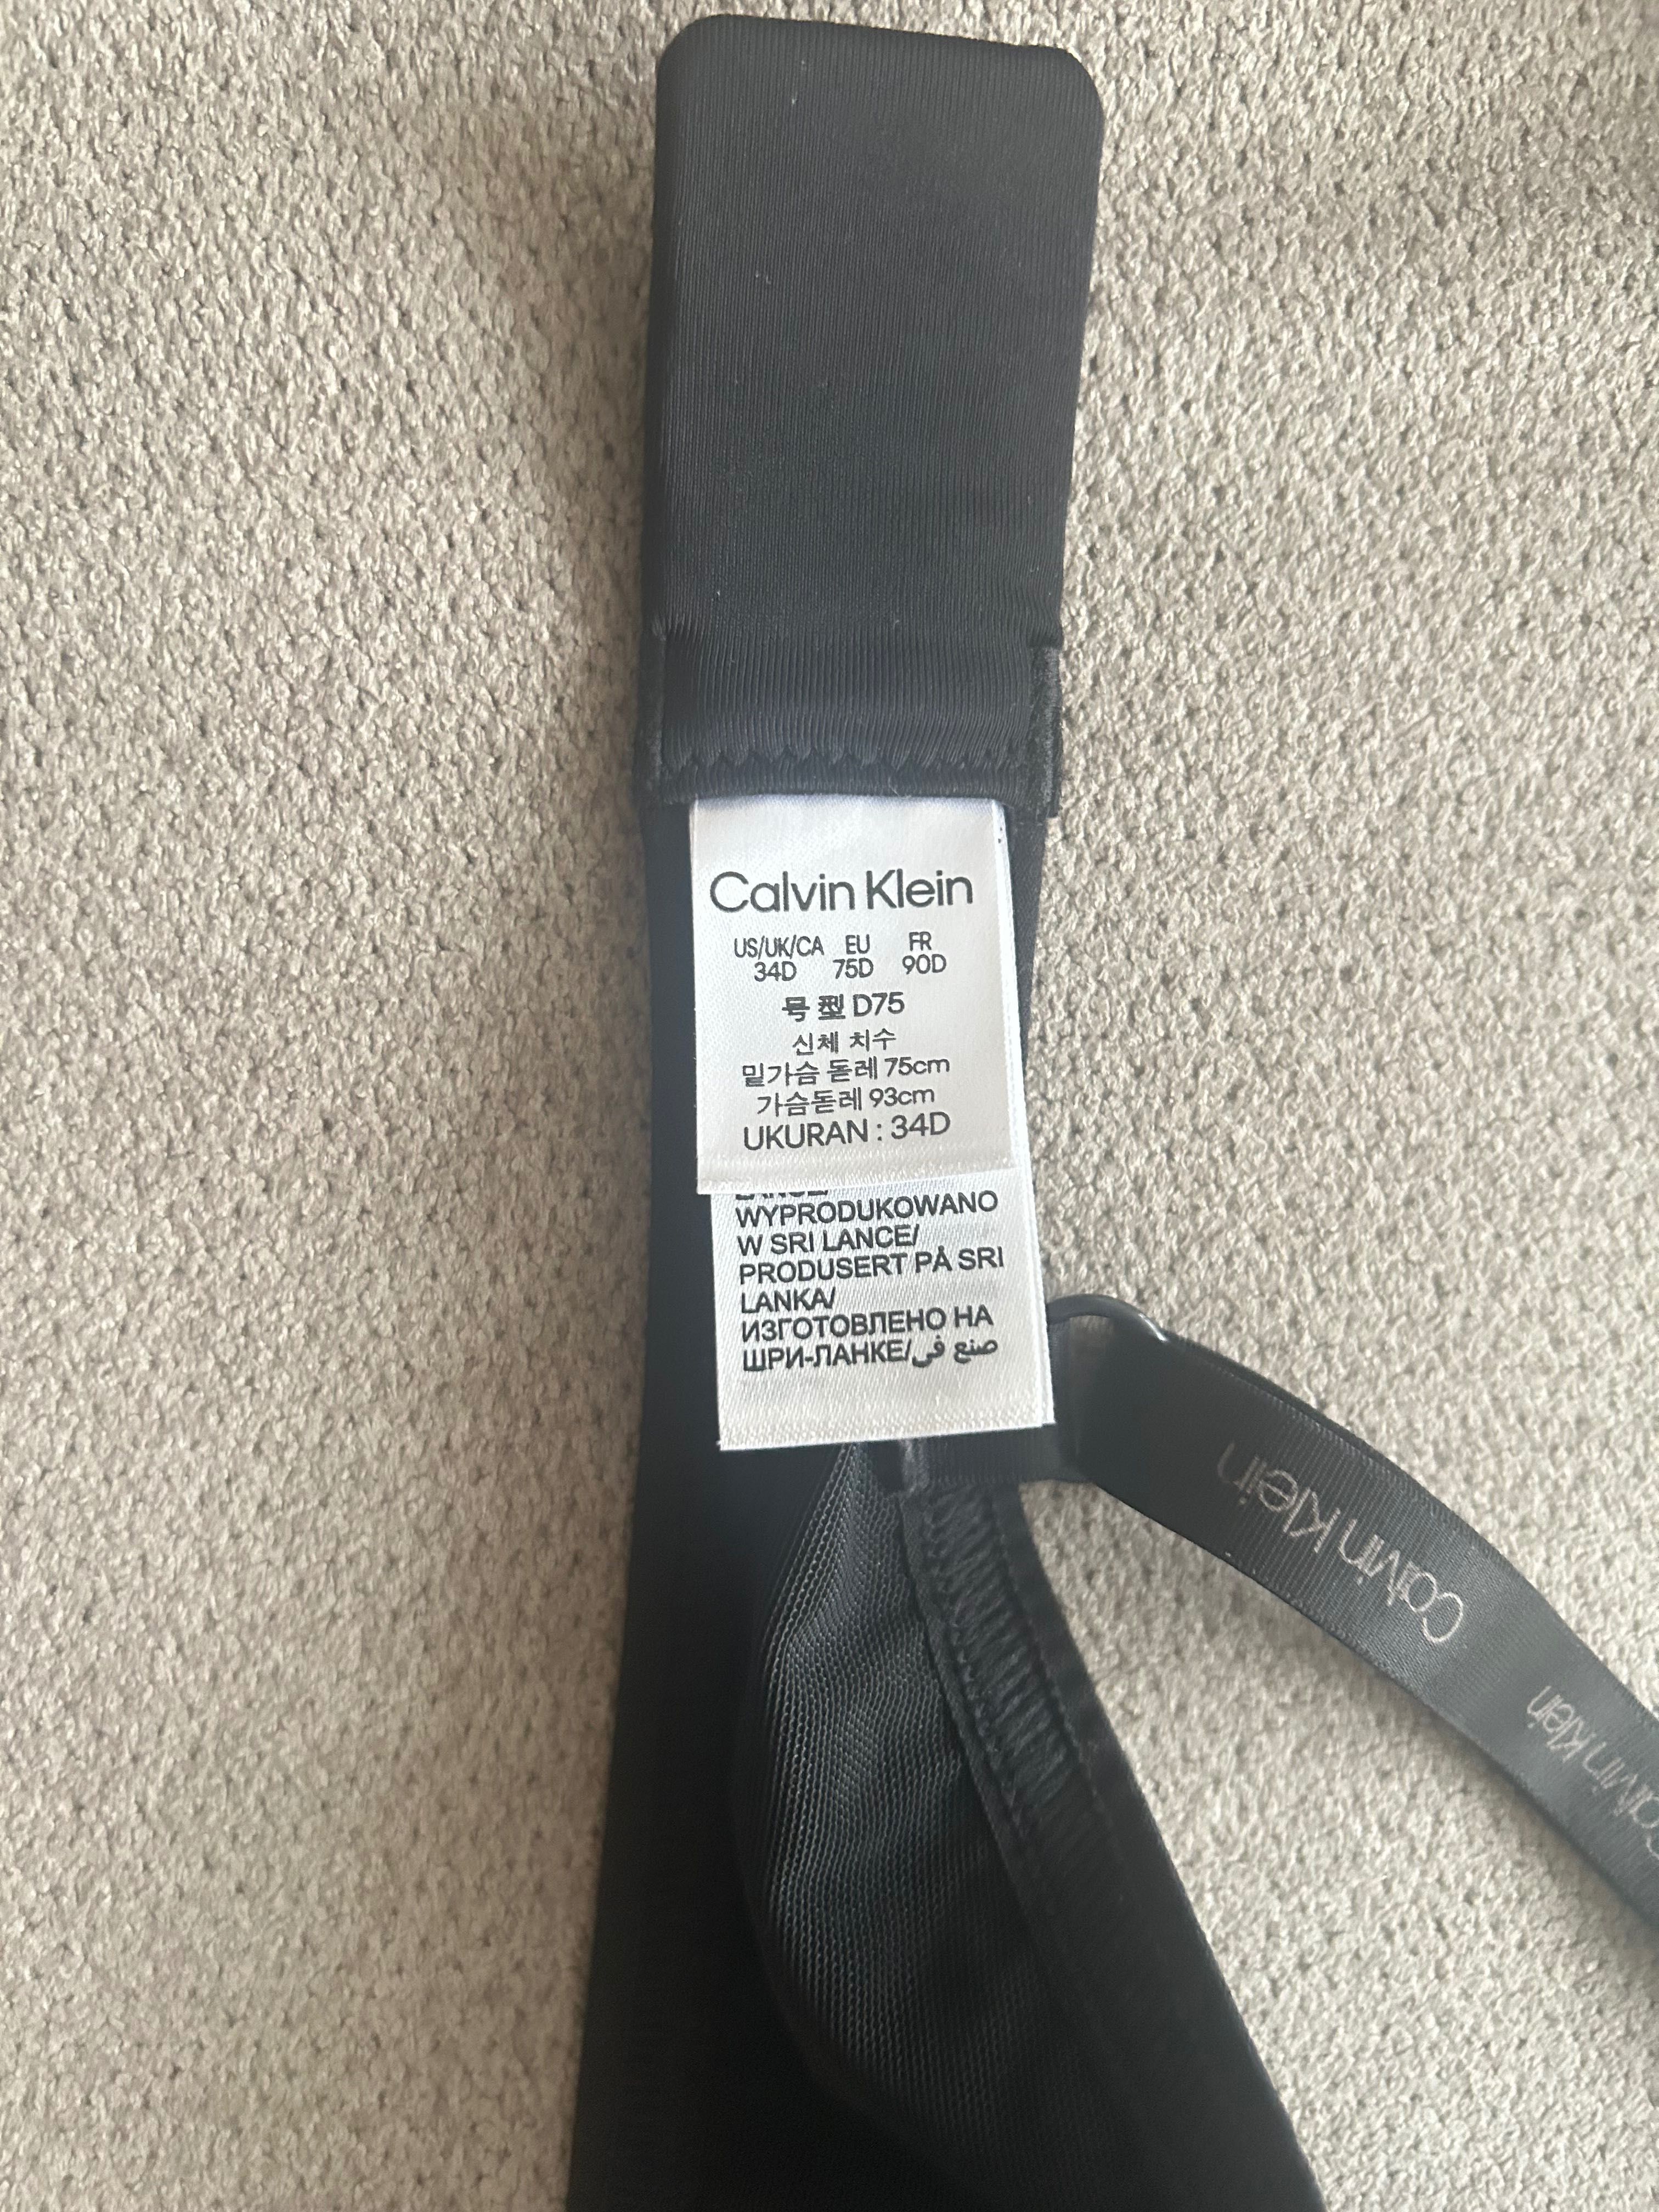 Calvin Klein
US/UK/CA EU FR
34D 75D 90D
号型 D75
신체 치수
밑가슴 둘레 75cm
가슴둘레 93cm
UKURAN : 34D
WYPRODUKOWANO
W SRI LANCE/
PRODUSERT PÅ SRI
LANKA/
ИЗГОТОВЛЕНО НА
ШРИ-ЛАНКЕ/صنع في
Calvin Klein
Calvin Klein